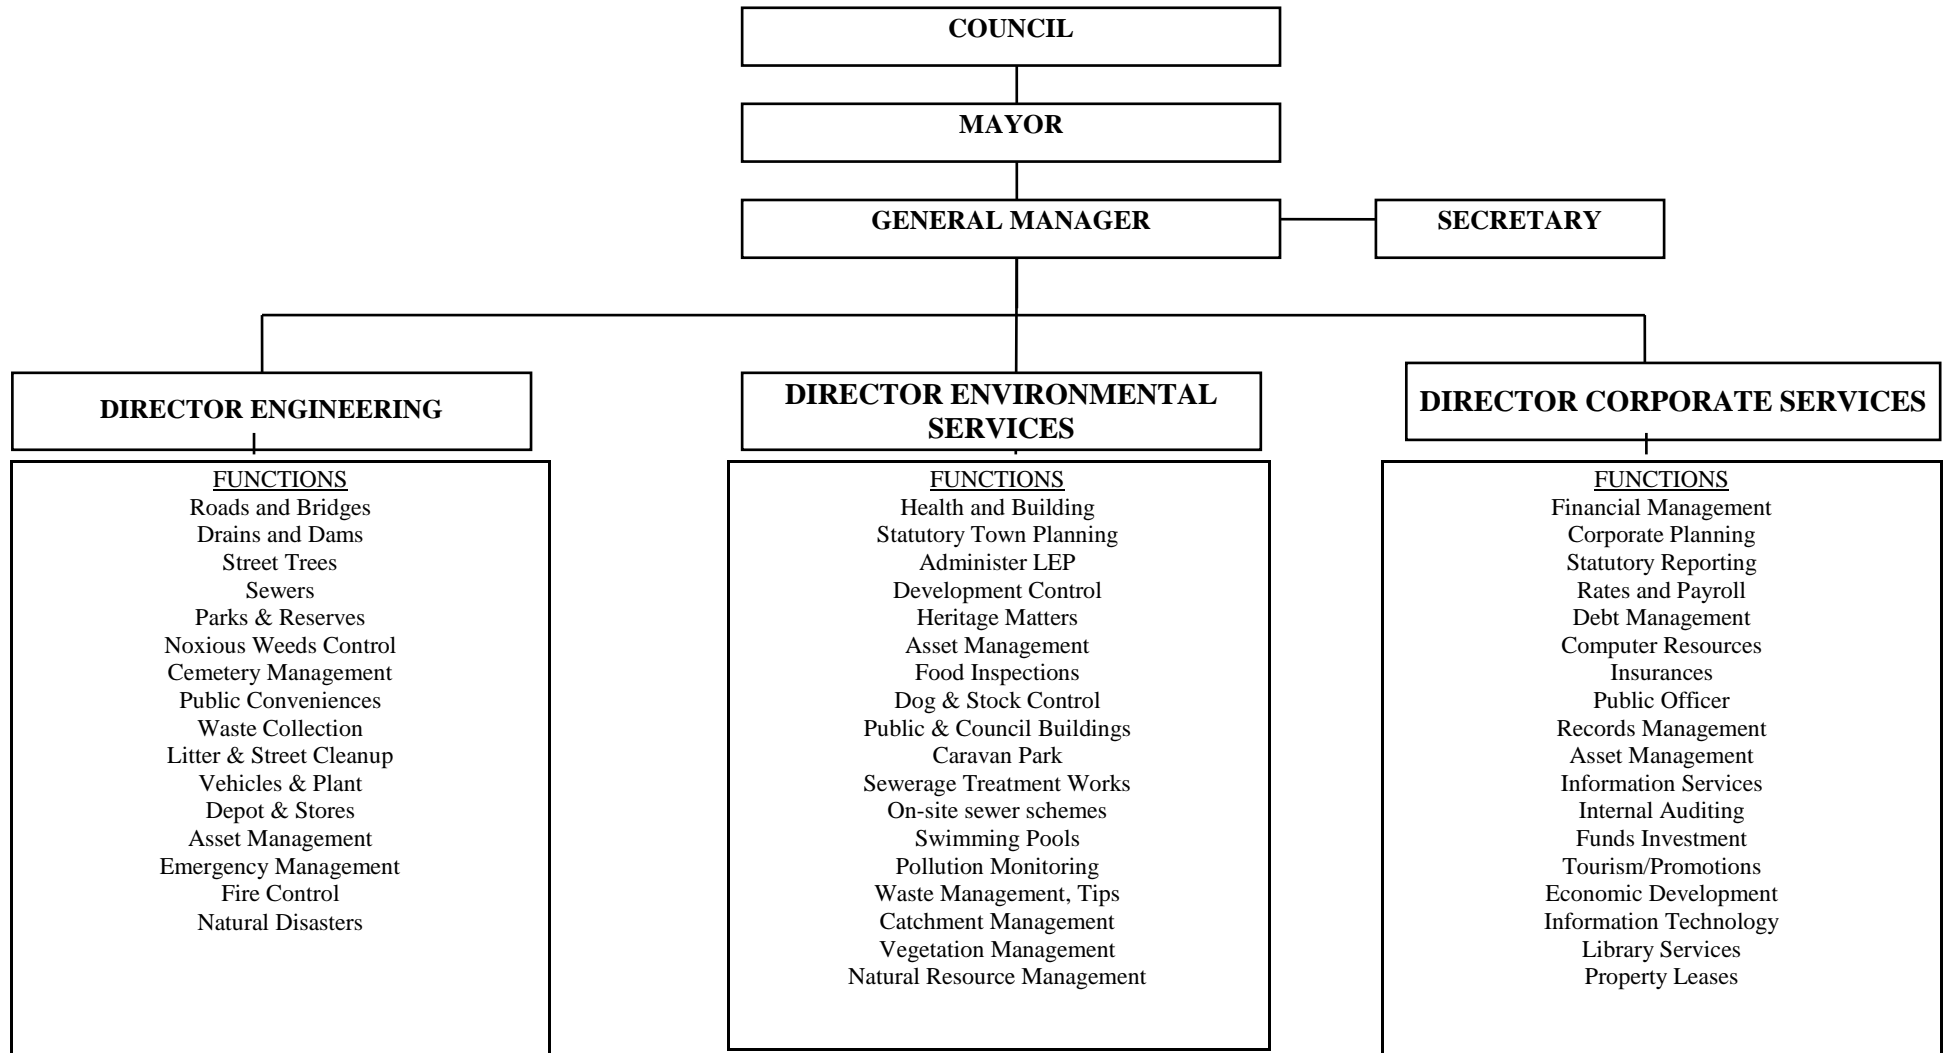 COUNCIL
MAYOR
GENERAL MANAGER
SECRETARY
DIRECTOR ENGINEERING
DIRECTOR ENVIRONMENTAL
SERVICES
DIRECTOR CORPORATE SERVICES
FUNCTIONS
Roads and Bridges
Drains and Dams
Street Trees
Sewers
Parks & Reserves
Noxious Weeds Control
Cemetery Management
Public Conveniences
Waste Collection
Litter & Street Cleanup
Vehicles & Plant
Depot & Stores
Asset Management
Emergency Management
Fire Control
Natural Disasters
FUNCTIONS
Health and Building
Statutory Town Planning
Administer LEP
Development Control
Heritage Matters
Asset Management
Food Inspections
Dog & Stock Control
Public & Council Buildings
Caravan Park
Sewerage Treatment Works
On-site sewer schemes
Swimming Pools
Pollution Monitoring
Waste Management, Tips
Catchment Management
Vegetation Management
Natural Resource Management
FUNCTIONS
Financial Management
Corporate Planning
Statutory Reporting
Rates and Payroll
Debt Management
Computer Resources
Insurances
Public Officer
Records Management
Asset Management
Information Services
Internal Auditing
Funds Investment
Tourism/Promotions
Economic Development
Information Technology
Library Services
Property Leases